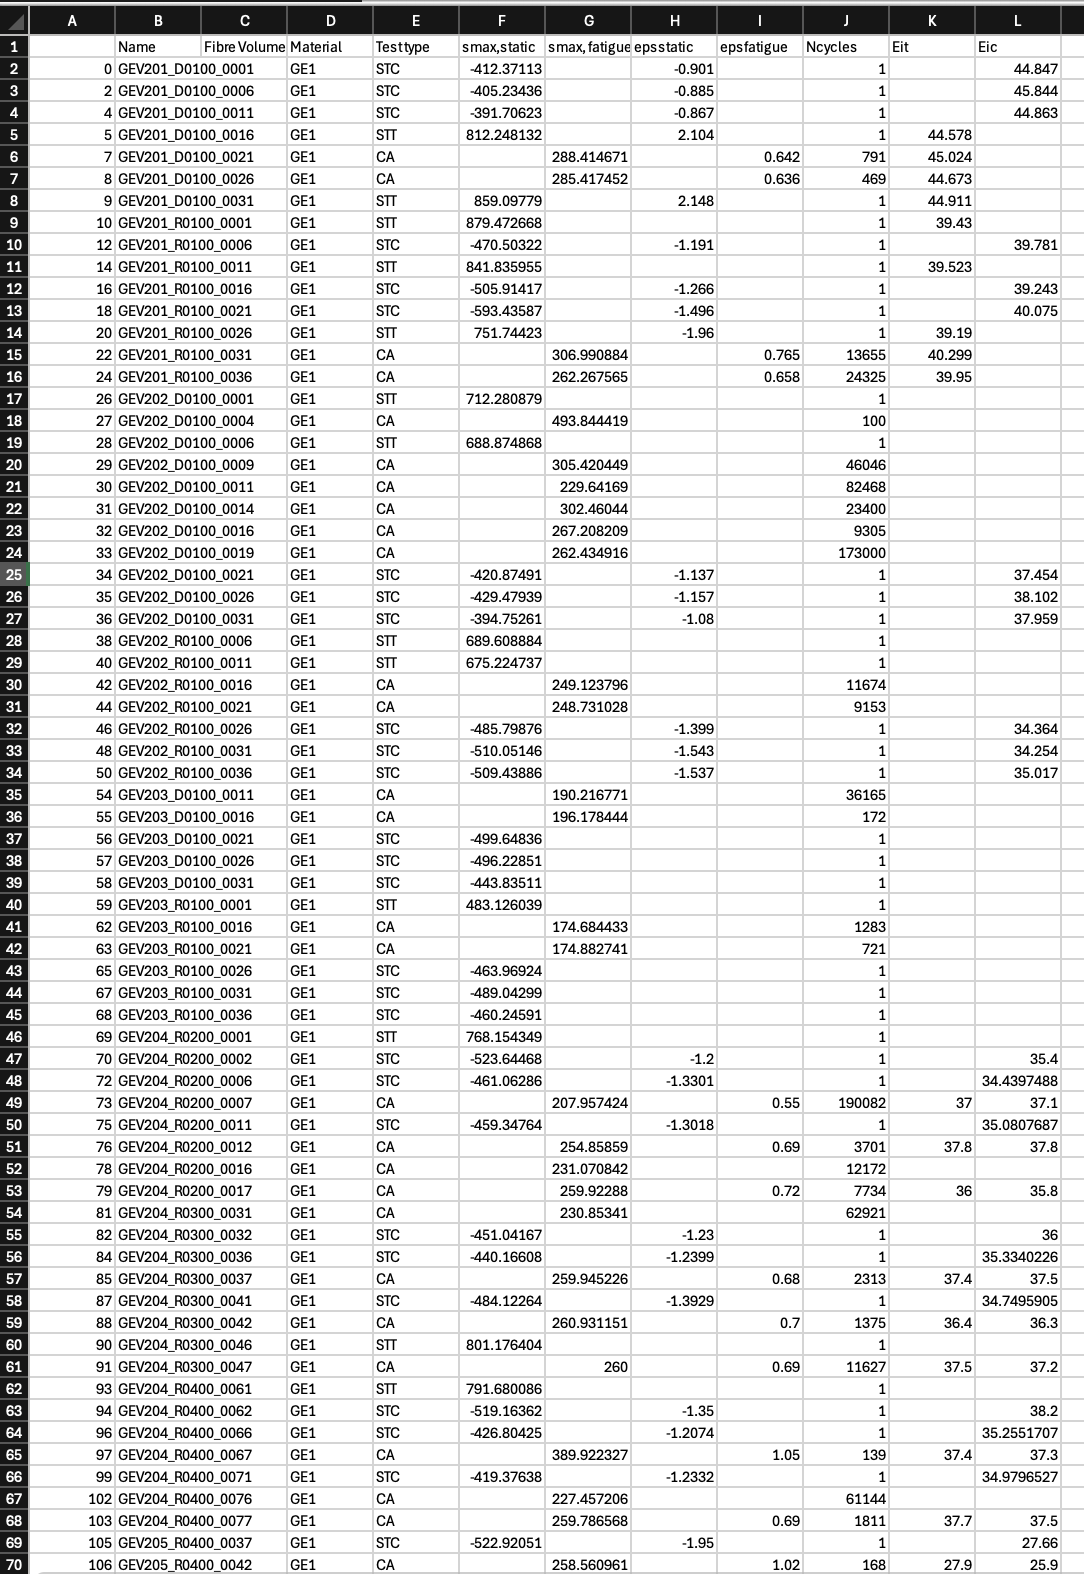 A B C D E F G H I J K L
1 Name Fibre Volume Material Test type smax,static smax, fatigue eps static eps fatigue Ncycles Eit Eic
2 0 GEV201_D0100_0001 GE1 STC -412.37113 -0.901 1 44.847
3 2 GEV201_D0100_0006 GE1 STC -405.23436 -0.885 1 45.844
4 4 GEV201_D0100_0011 GE1 STC -391.70623 -0.867 1 44.863
5 5 GEV201_D0100_0016 GE1 STT 812.248132 2.104 1 44.578
6 7 GEV201_D0100_0021 GE1 CA 288.414671 0.642 791 45.024
7 8 GEV201_D0100_0026 GE1 CA 285.417452 0.636 469 44.673
8 9 GEV201_D0100_0031 GE1 STT 859.09779 2.148 1 44.911
9 10 GEV201_R0100_0001 GE1 STT 879.472668 1 39.43
10 12 GEV201_R0100_0006 GE1 STC -470.50322 -1.191 1 39.781
11 14 GEV201_R0100_0011 GE1 STT 841.835955 1 39.523
12 16 GEV201_R0100_0016 GE1 STC -505.91417 -1.266 1 39.243
13 18 GEV201_R0100_0021 GE1 STC -593.43587 -1.496 1 40.075
14 20 GEV201_R0100_0026 GE1 STT 751.74423 -1.96 1 39.19
15 22 GEV201_R0100_0031 GE1 CA 306.990884 0.765 13655 40.299
16 24 GEV201_R0100_0036 GE1 CA 262.267565 0.658 24325 39.95
17 26 GEV202_D0100_0001 GE1 STT 712.280879 1
18 27 GEV202_D0100_0004 GE1 CA 493.844419 100
19 28 GEV202_D0100_0006 GE1 STT 688.874868 1
20 29 GEV202_D0100_0009 GE1 CA 305.420449 46046
21 30 GEV202_D0100_0011 GE1 CA 229.64169 82468
22 31 GEV202_D0100_0014 GE1 CA 302.46044 23400
23 32 GEV202_D0100_0016 GE1 CA 267.208209 9305
24 33 GEV202_D0100_0019 GE1 CA 262.434916 173000
25 34 GEV202_D0100_0021 GE1 STC -420.87491 -1.137 1 37.454
26 35 GEV202_D0100_0026 GE1 STC -429.47939 -1.157 1 38.102
27 36 GEV202_D0100_0031 GE1 STC -394.75261 -1.08 1 37.959
28 38 GEV202_R0100_0006 GE1 STT 689.608884 1
29 40 GEV202_R0100_0011 GE1 STT 675.224737 1
30 42 GEV202_R0100_0016 GE1 CA 249.123796 11674
31 44 GEV202_R0100_0021 GE1 CA 248.731028 9153
32 46 GEV202_R0100_0026 GE1 STC -485.79876 -1.399 1 34.364
33 48 GEV202_R0100_0031 GE1 STC -510.05146 -1.543 1 34.254
34 50 GEV202_R0100_0036 GE1 STC -509.43886 -1.537 1 35.017
35 54 GEV203_D0100_0011 GE1 CA 190.216771 36165
36 55 GEV203_D0100_0016 GE1 CA 196.178444 172
37 56 GEV203_D0100_0021 GE1 STC -499.64836 1
38 57 GEV203_D0100_0026 GE1 STC -496.22851 1
39 58 GEV203_D0100_0031 GE1 STC -443.83511 1
40 59 GEV203_R0100_0001 GE1 STT 483.126039 1
41 62 GEV203_R0100_0016 GE1 CA 174.684433 1283
42 63 GEV203_R0100_0021 GE1 CA 174.882741 721
43 65 GEV203_R0100_0026 GE1 STC -463.96924 1
44 67 GEV203_R0100_0031 GE1 STC -489.04299 1
45 68 GEV203_R0100_0036 GE1 STC -460.24591 1
46 69 GEV204_R0200_0001 GE1 STT 768.154349 1
47 70 GEV204_R0200_0002 GE1 STC -523.64468 -1.2 1 35.4
48 72 GEV204_R0200_0006 GE1 STC -461.06286 -1.3301 1 34.4397488
49 73 GEV204_R0200_0007 GE1 CA 207.957424 0.55 190082 37 37.1
50 75 GEV204_R0200_0011 GE1 STC -459.34764 -1.3018 1 35.0807687
51 76 GEV204_R0200_0012 GE1 CA 254.85859 0.69 3701 37.8 37.8
52 78 GEV204_R0200_0016 GE1 CA 231.070842 12172
53 79 GEV204_R0200_0017 GE1 CA 259.92288 0.72 7734 36 35.8
54 81 GEV204_R0300_0031 GE1 CA 230.85341 62921
55 82 GEV204_R0300_0032 GE1 STC -451.04167 -1.23 1 36
56 84 GEV204_R0300_0036 GE1 STC -440.16608 -1.2399 1 35.3340226
57 85 GEV204_R0300_0037 GE1 CA 259.945226 0.68 2313 37.4 37.5
58 87 GEV204_R0300_0041 GE1 STC -484.12264 -1.3929 1 34.7495905
59 88 GEV204_R0300_0042 GE1 CA 260.931151 0.7 1375 36.4 36.3
60 90 GEV204_R0300_0046 GE1 STT 801.176404 1
61 91 GEV204_R0300_0047 GE1 CA 260 0.69 11627 37.5 37.2
62 93 GEV204_R0400_0061 GE1 STT 791.680086 1
63 94 GEV204_R0400_0062 GE1 STC -519.16362 -1.35 1 38.2
64 96 GEV204_R0400_0066 GE1 STC -426.80425 -1.2074 1 35.2551707
65 97 GEV204_R0400_0067 GE1 CA 389.922327 1.05 139 37.4 37.3
66 99 GEV204_R0400_0071 GE1 STC -419.37638 -1.2332 1 34.9796527
67 102 GEV204_R0400_0076 GE1 CA 227.457206 61144
68 103 GEV204_R0400_0077 GE1 CA 259.786568 0.69 1811 37.7 37.5
69 105 GEV205_R0400_0037 GE1 STC -522.92051 -1.95 1 27.66
70 106 GEV205_R0400_0042 GE1 CA 258.560961 1.02 168 27.9 25.9